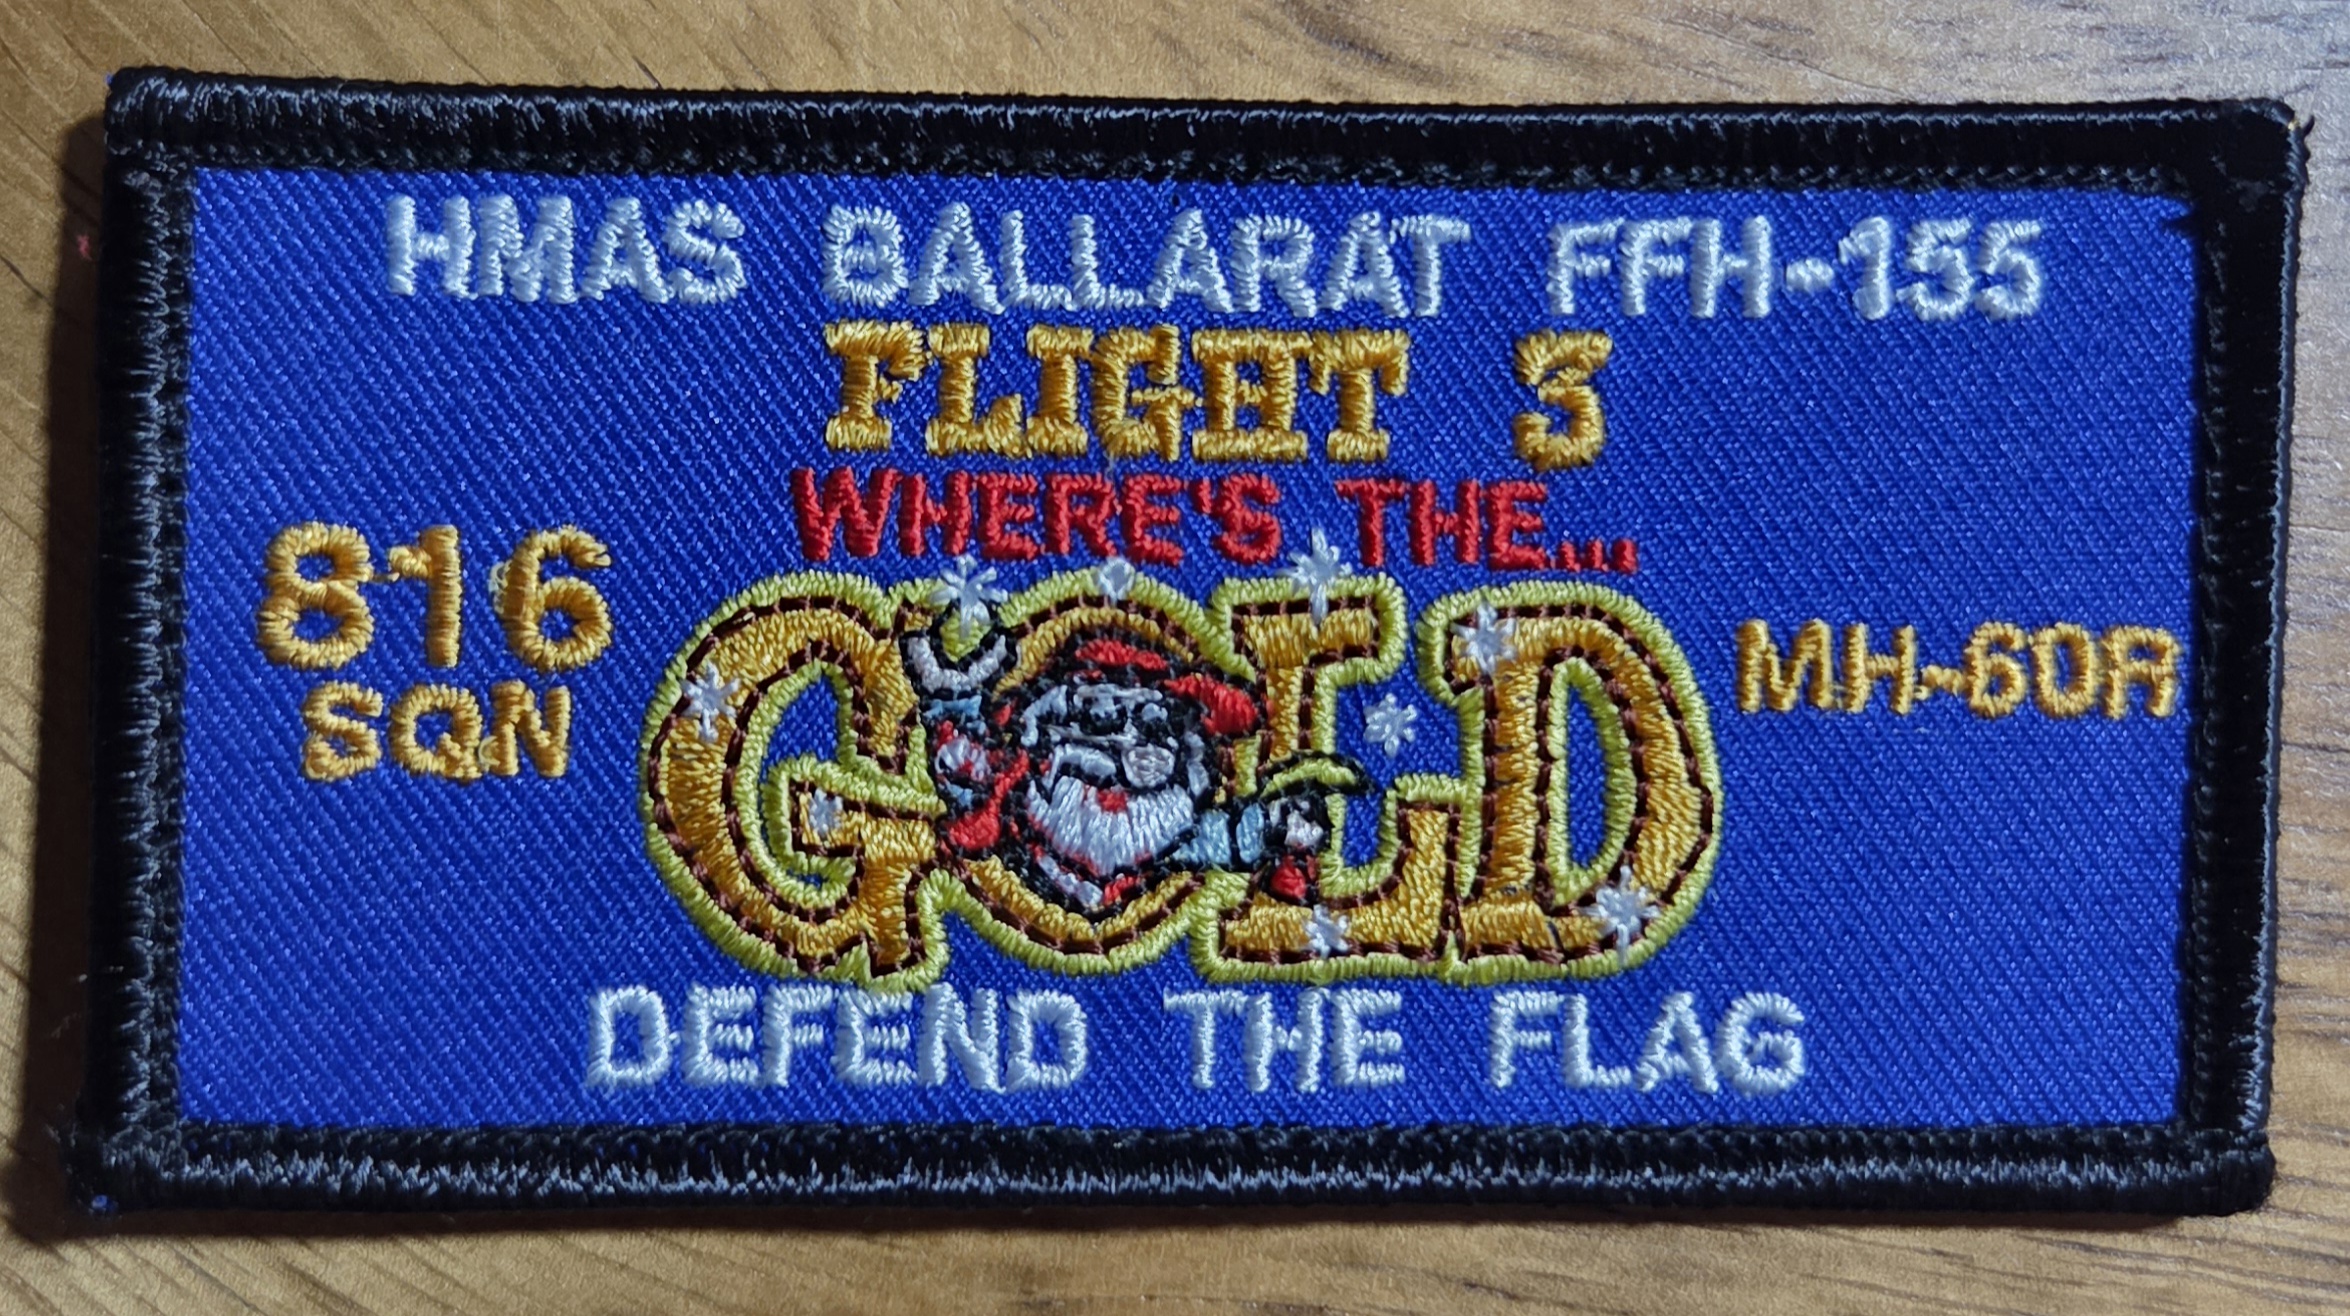 HMAS BALLARAT FFH-155
FLIGHT 3
WHERE'S THE...
816
SQN
GOLD
MH-60R
DEFEND THE FLAG